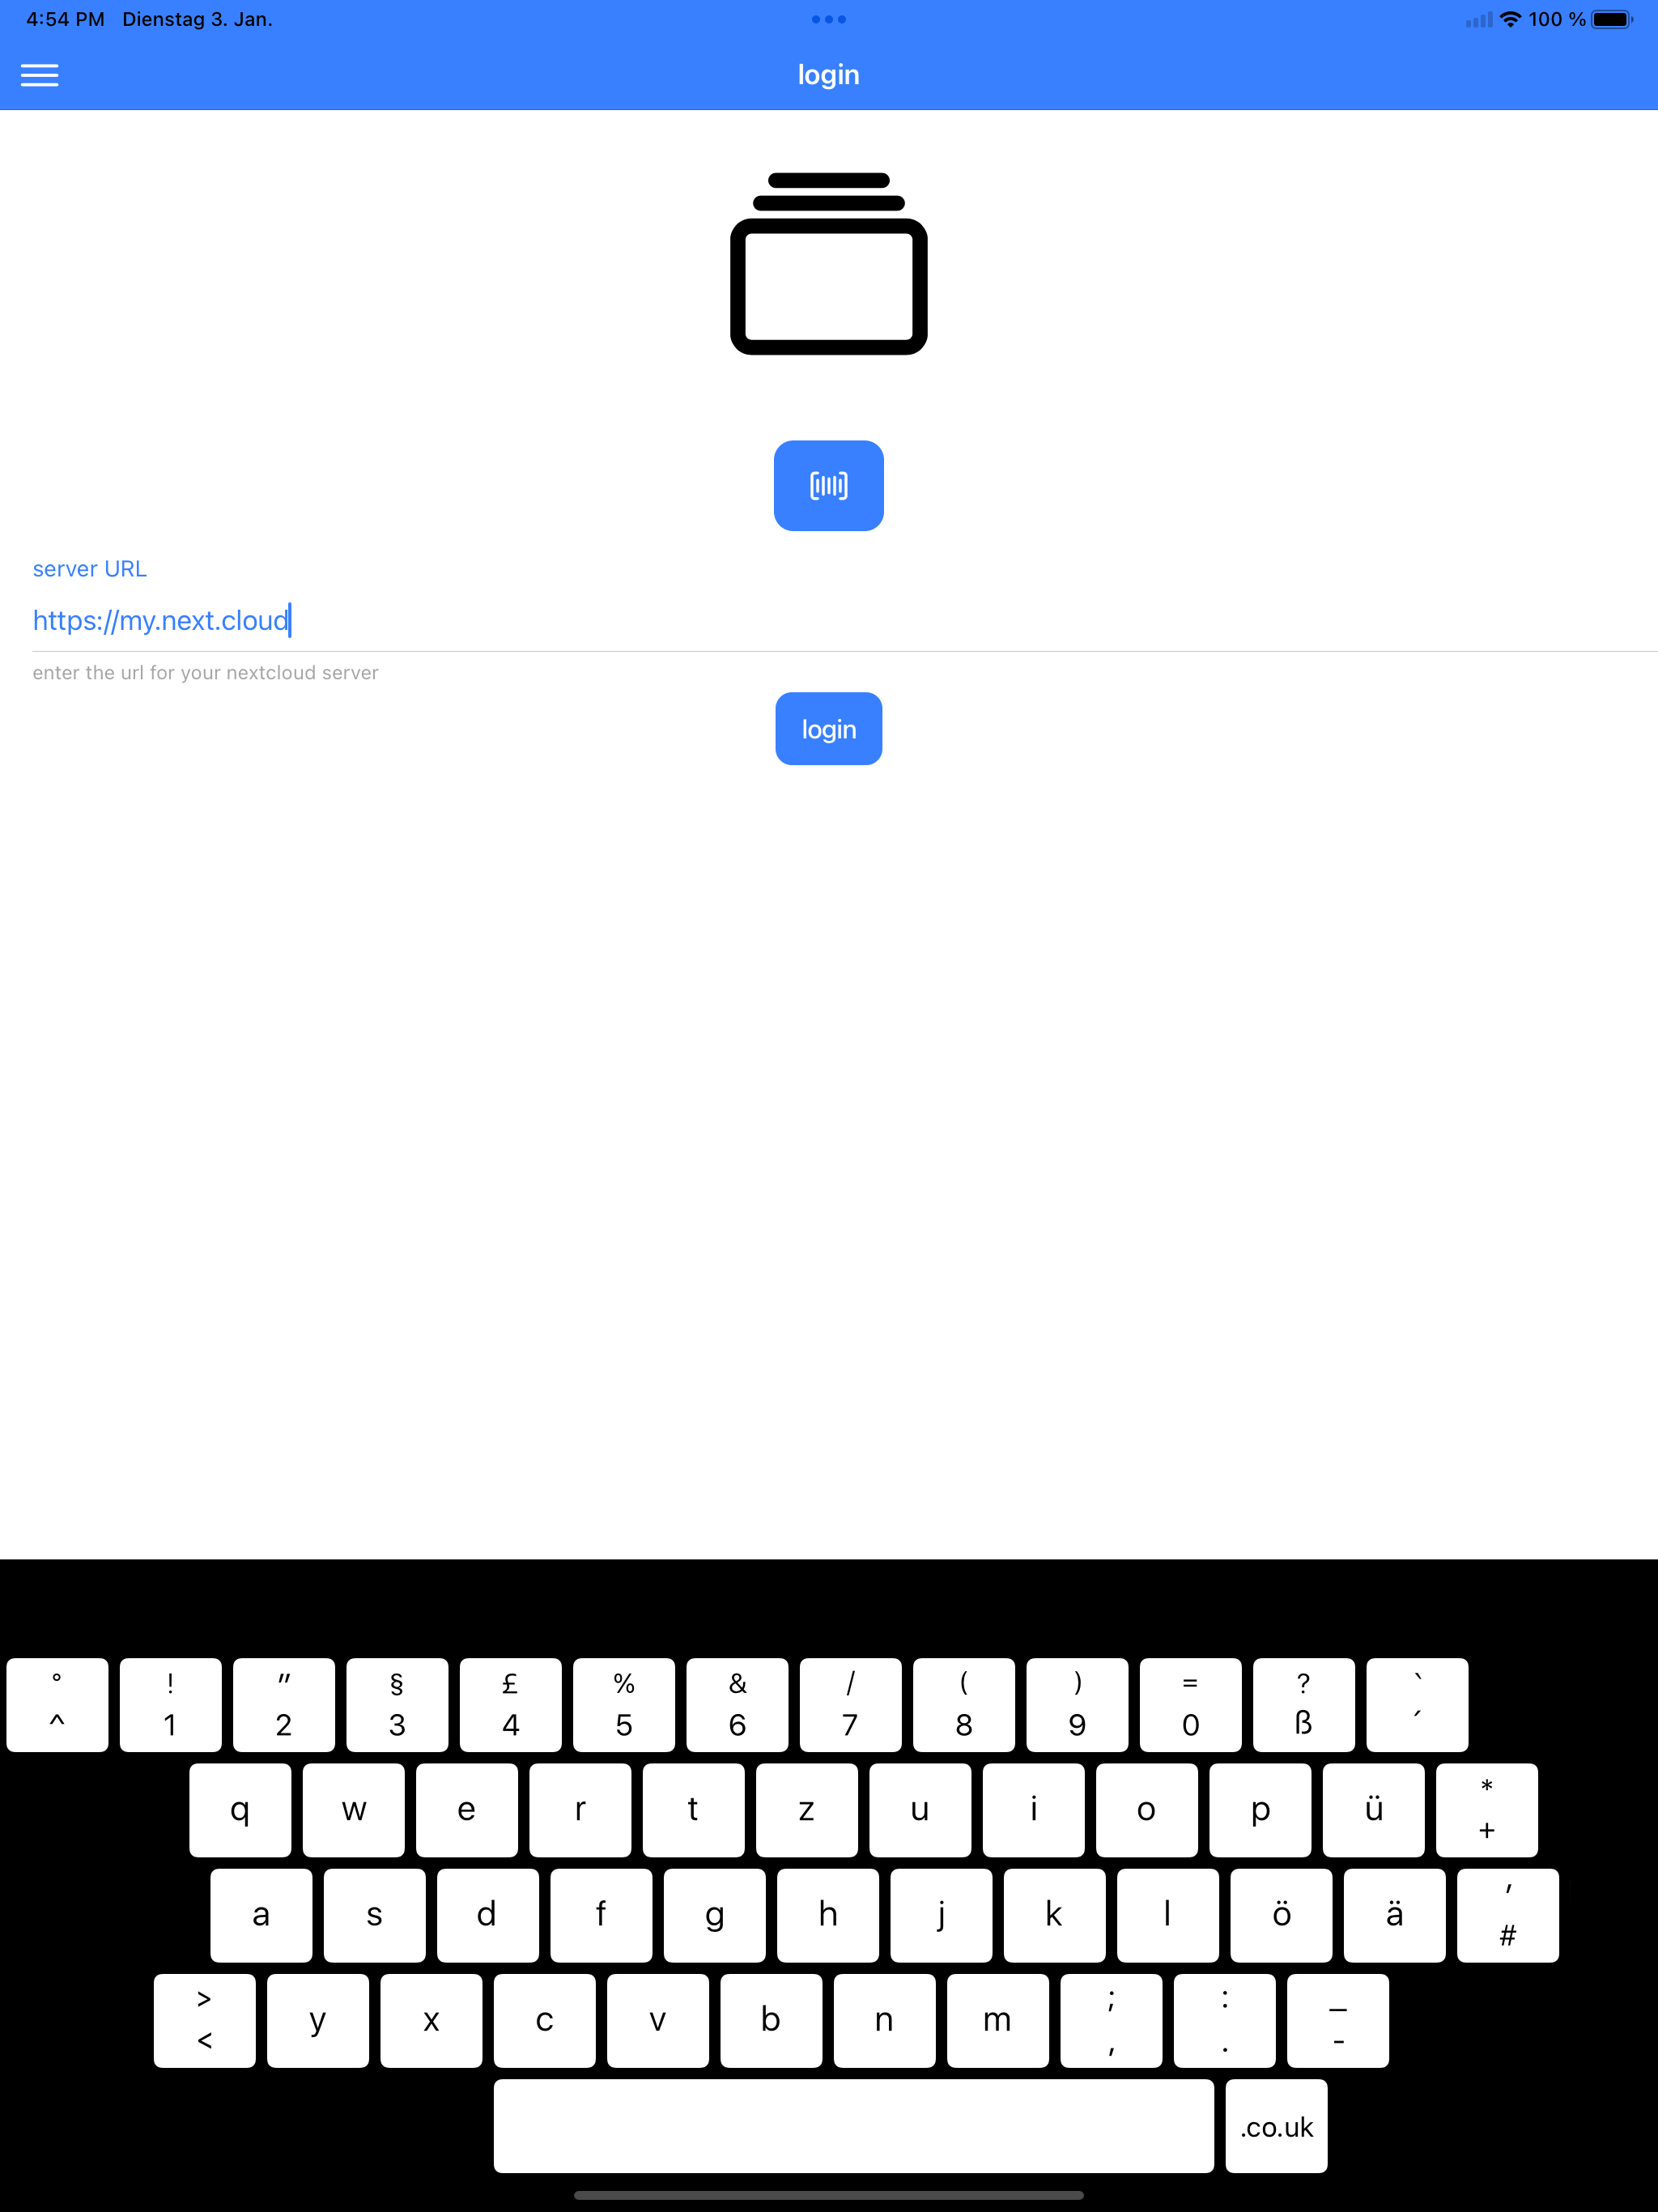 4:54 PM Dienstag 3. Jan. 100 %
login
server URL
https://my.next.cloud
enter the url for your nextcloud server
login
° ! " § £ % & / ( ) = ? `
^ 1 2 3 4 5 6 7 8 9 0 ß ´
q w e r t z u i o p ü * +
a s d f g h j k l ö ä ' #
> < y x c v b n m ; , : . _ -
.co.uk